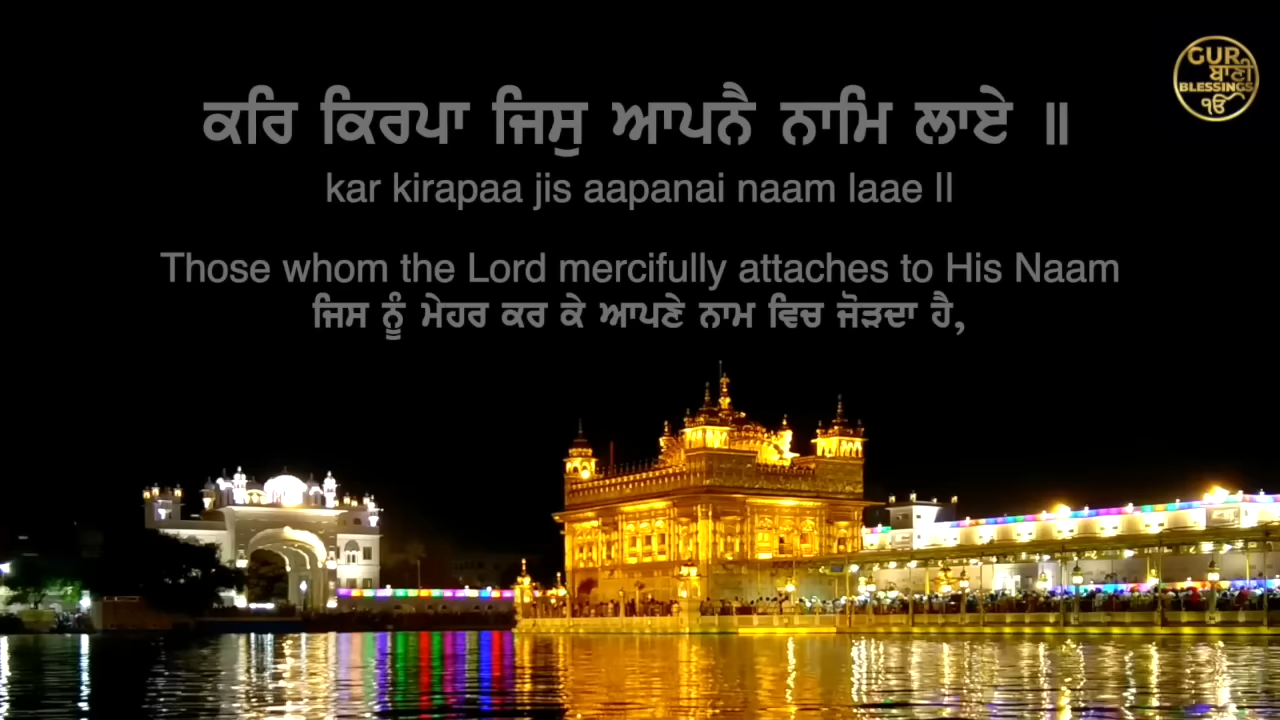 GUR
ਬਾਣੀ
BLESSINGS
ੴ
ਕਰਿ ਕਿਰਪਾ ਜਿਸੁ ਆਪਨੈ ਨਾਮਿ ਲਾਏ ॥
kar kirapaa jis aapanai naam laae ll
Those whom the Lord mercifully attaches to His Naam
ਜਿਸ ਨੂੰ ਮੇਹਰ ਕਰ ਕੇ ਆਪਣੇ ਨਾਮ ਵਿਚ ਜੋੜਦਾ ਹੈ,